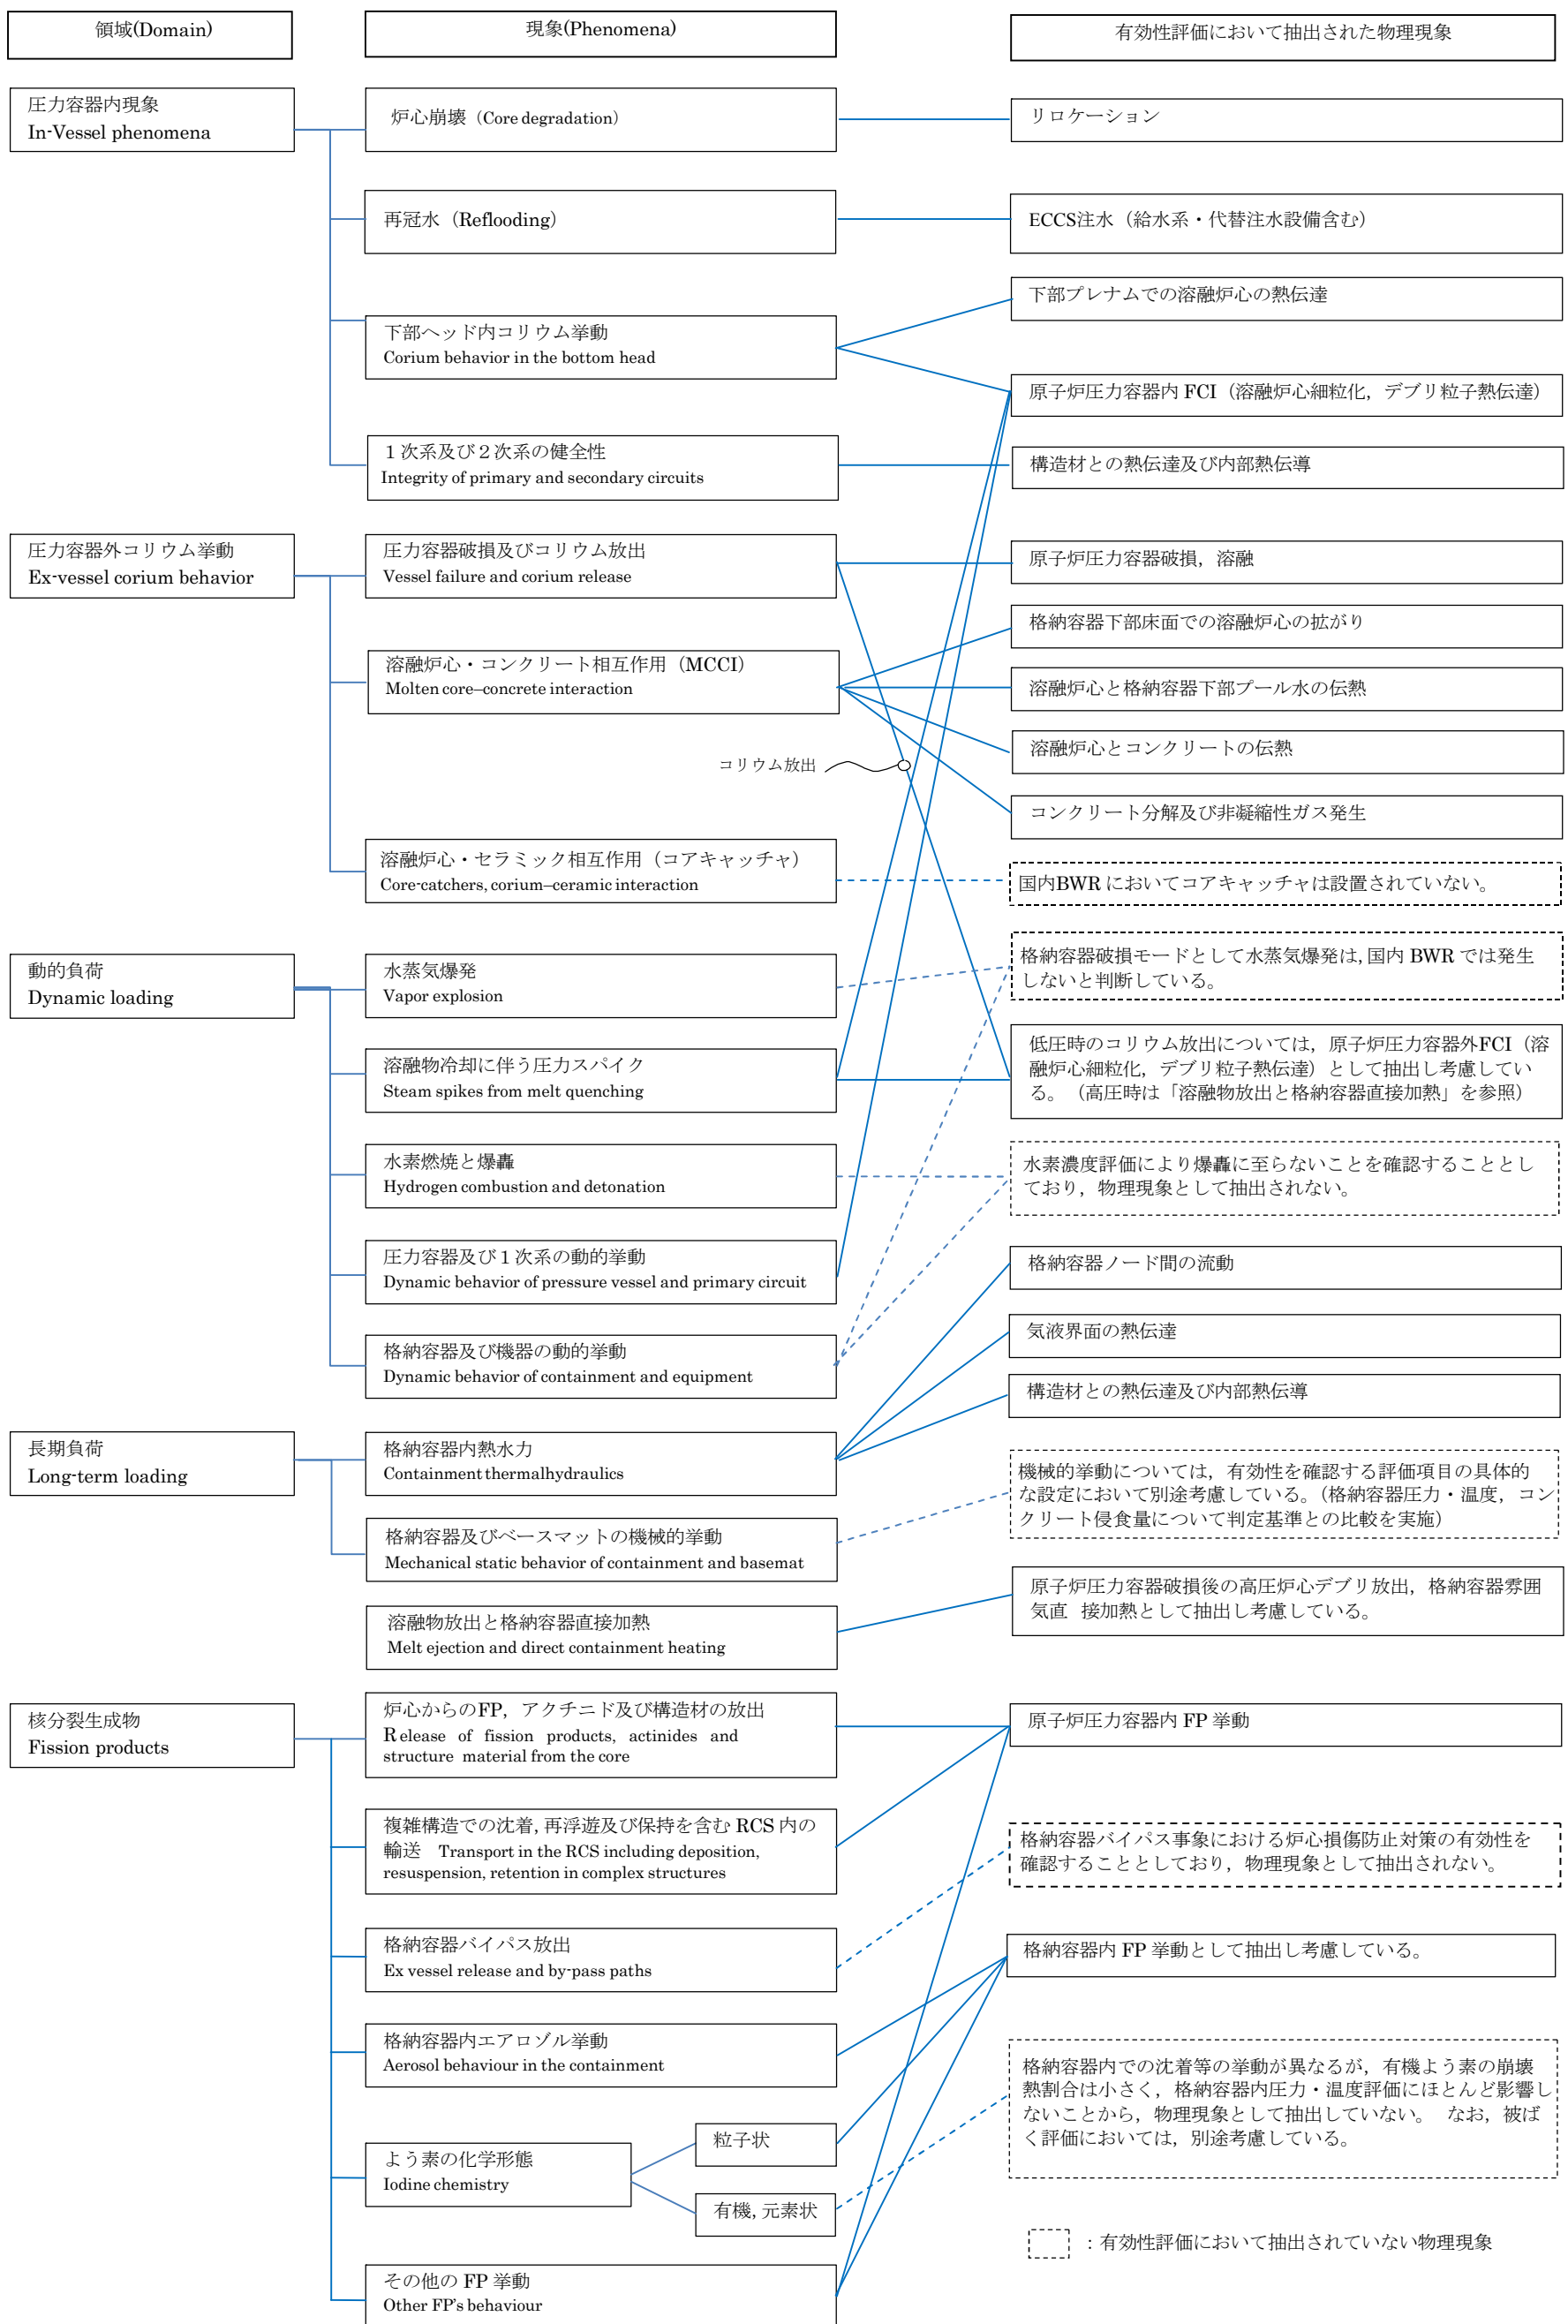 領域(Domain)
現象(Phenomena)
有効性評価において抽出された物理現象
圧力容器内現象
In-Vessel phenomena
炉心崩壊（Core degradation）
リロケーション
再冠水（Reflooding）
ECCS注水（給水系・代替注水設備含む）
下部ヘッド内コリウム挙動
Corium behavior in the bottom head
下部プレナムでの溶融炉心の熱伝達
原子炉圧力容器内 FCI（溶融炉心細粒化，デブリ粒子熱伝達）
１次系及び２次系の健全性
Integrity of primary and secondary circuits
構造材との熱伝達及び内部熱伝導
圧力容器外コリウム挙動
Ex-vessel corium behavior
圧力容器破損及びコリウム放出
Vessel failure and corium release
原子炉圧力容器破損，溶融
溶融炉心・コンクリート相互作用（MCCI）
Molten core–concrete interaction
格納容器下部床面での溶融炉心の拡がり
溶融炉心と格納容器下部プール水の伝熱
溶融炉心とコンクリートの伝熱
コンクリート分解及び非凝縮性ガス発生
コリウム放出
溶融炉心・セラミック相互作用（コアキャッチャ）
Core-catchers, corium–ceramic interaction
国内BWR においてコアキャッチャは設置されていない。
動的負荷
Dynamic loading
水蒸気爆発
Vapor explosion
格納容器破損モードとして水蒸気爆発は，国内 BWR では発生
しないと判断している。
溶融物冷却に伴う圧力スパイク
Steam spikes from melt quenching
低圧時のコリウム放出については，原子炉圧力容器外FCI（溶
融炉心細粒化，デブリ粒子熱伝達）として抽出し考慮してい
る。（高圧時は「溶融物放出と格納容器直接加熱」を参照）
水素燃焼と爆轟
Hydrogen combustion and detonation
水素濃度評価により爆轟に至らないことを確認することとし
ており，物理現象として抽出されない。
圧力容器及び１次系の動的挙動
Dynamic behavior of pressure vessel and primary circuit
格納容器及び機器の動的挙動
Dynamic behavior of containment and equipment
格納容器ノード間の流動
気液界面の熱伝達
構造材との熱伝達及び内部熱伝導
長期負荷
Long-term loading
格納容器内熱水力
Containment thermalhydraulics
格納容器及びベースマットの機械的挙動
Mechanical static behavior of containment and basemat
機械的挙動については，有効性を確認する評価項目の具体的
な設定において別途考慮している。（格納容器圧力・温度，コン
クリート侵食量について判定基準との比較を実施）
溶融物放出と格納容器直接加熱
Melt ejection and direct containment heating
原子炉圧力容器破損後の高圧炉心デブリ放出，格納容器雰囲
気直 接加熱として抽出し考慮している。
核分裂生成物
Fission products
炉心からのFP，アクチニド及び構造材の放出
Release of fission products, actinides and
structure material from the core
原子炉圧力容器内 FP 挙動
複雑構造での沈着，再浮遊及び保持を含む RCS 内の
輸送 Transport in the RCS including deposition,
resuspension, retention in complex structures
格納容器バイパス事象における炉心損傷防止対策の有効性を
確認することとしており，物理現象として抽出されない。
格納容器バイパス放出
Ex vessel release and by-pass paths
格納容器内 FP 挙動として抽出し考慮している。
格納容器内エアロゾル挙動
Aerosol behaviour in the containment
格納容器内での沈着等の挙動が異なるが，有機よう素の崩壊
熱割合は小さく，格納容器内圧力・温度評価にほとんど影響し
ないことから，物理現象として抽出していない。 なお，被ば
く評価においては，別途考慮している。
よう素の化学形態
Iodine chemistry
粒子状
有機，元素状
：有効性評価において抽出されていない物理現象
その他の FP 挙動
Other FP's behaviour